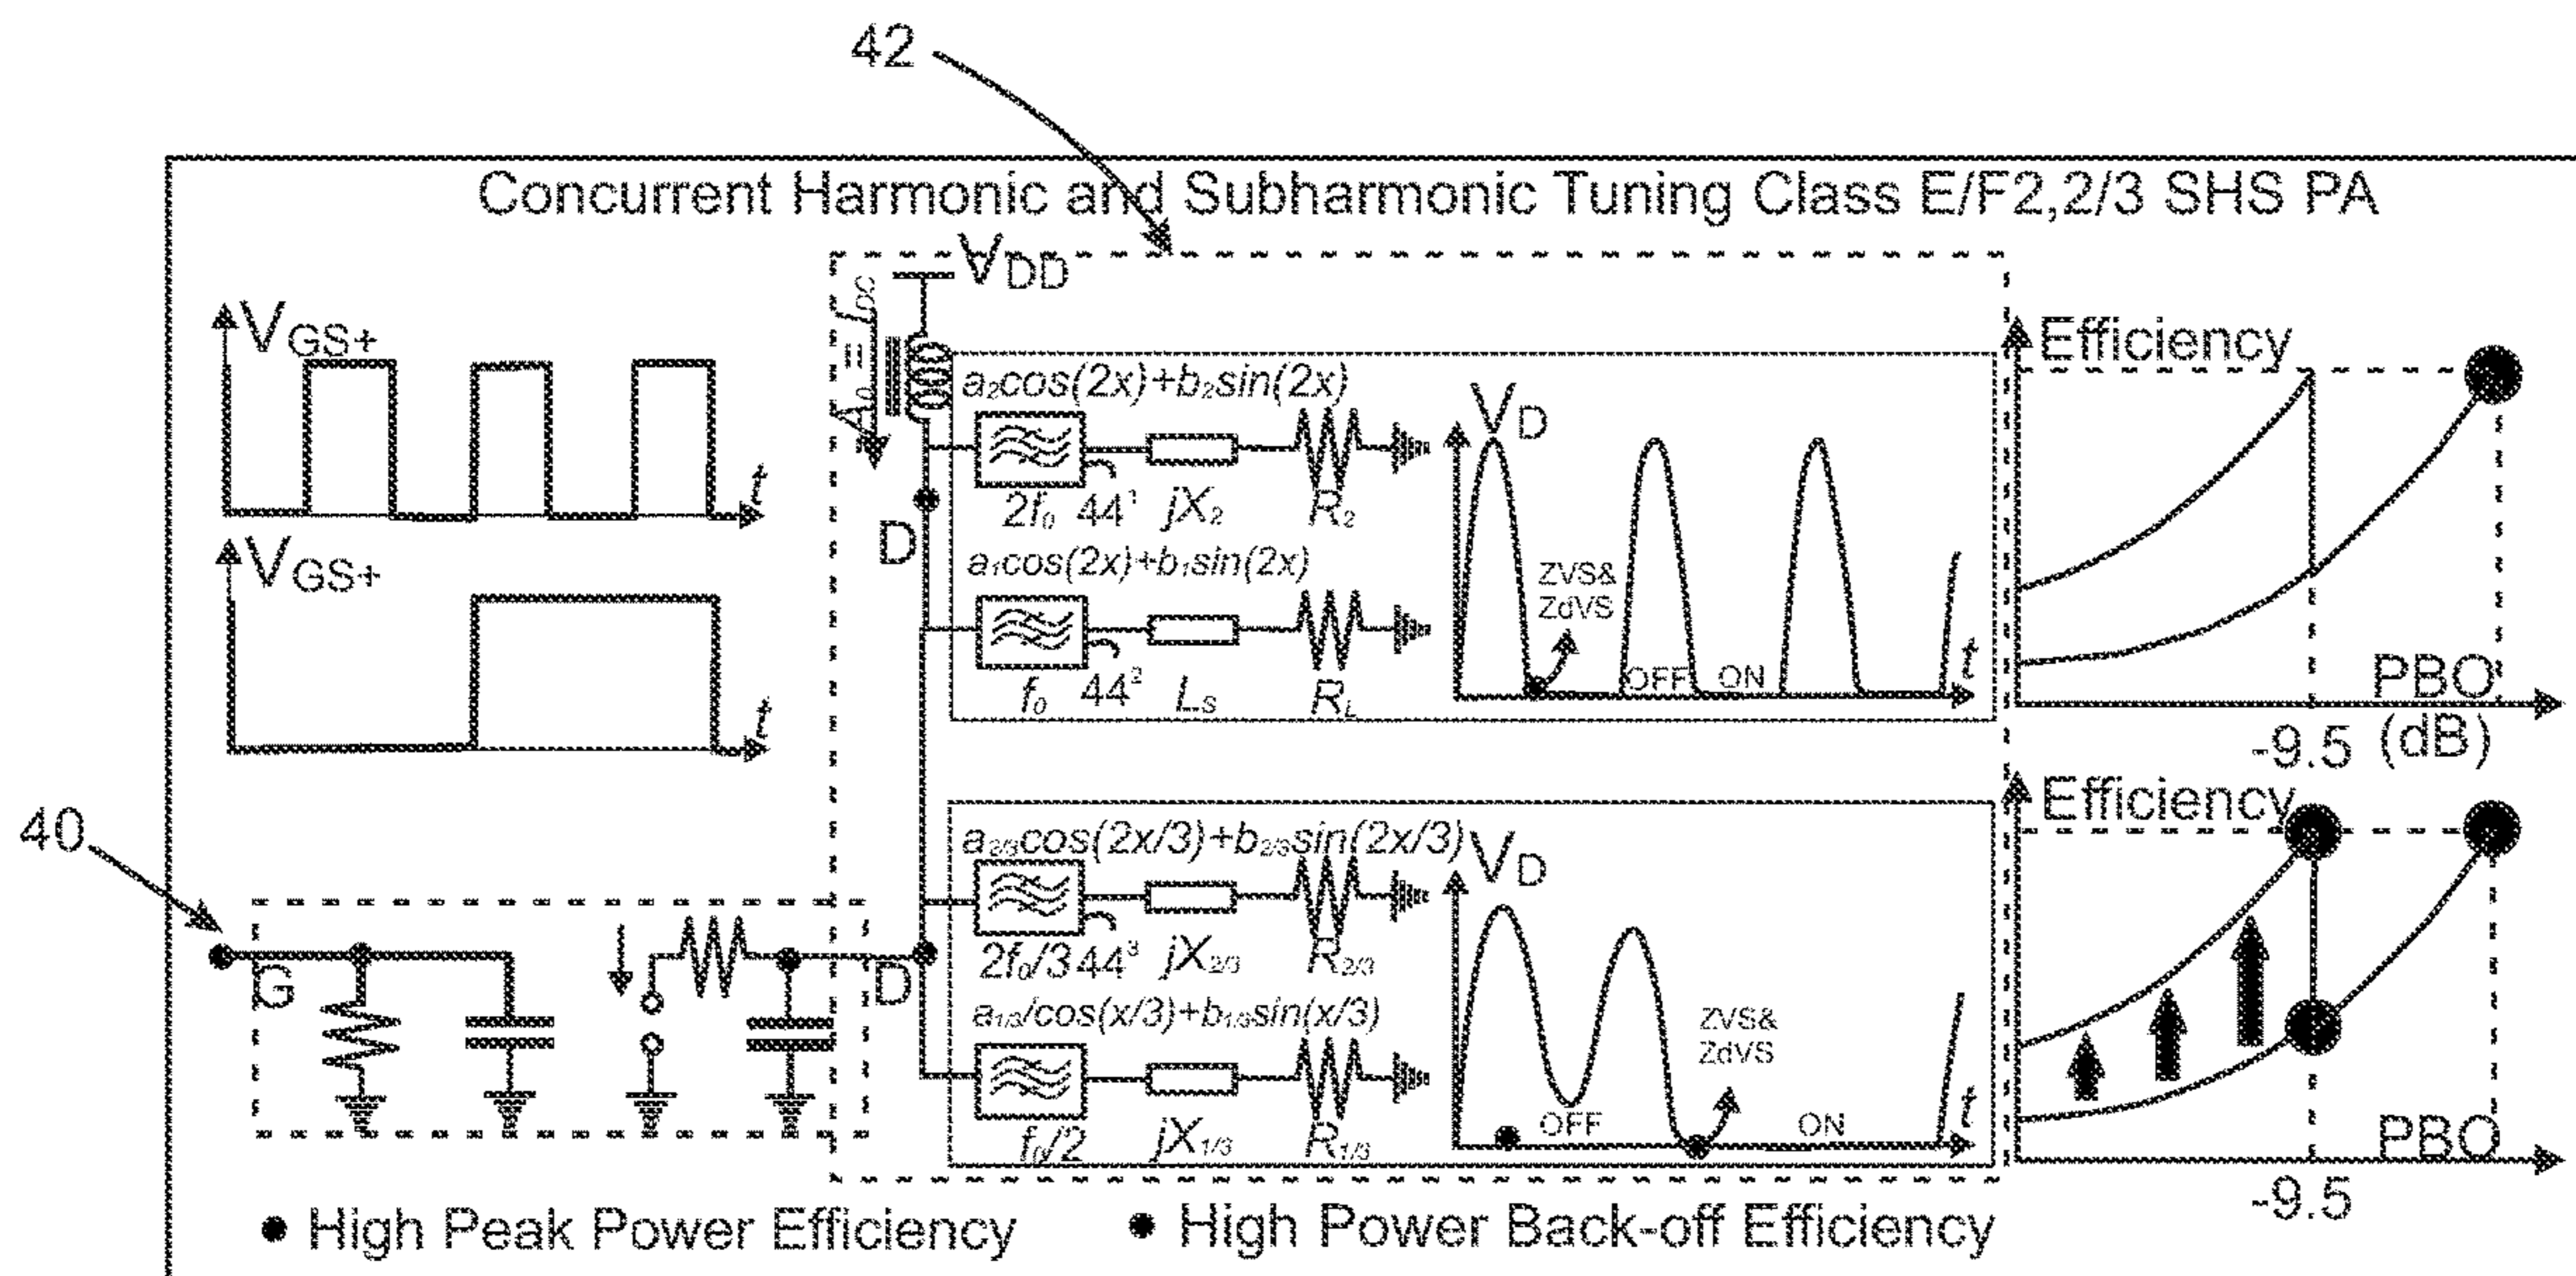 42
Concurrent Harmonic and Subharmonic Tuning Class E/F2,2/3 SHS PA
VDD
A0 = IDC
VGS+
t
VGS+
t
a2cos(2x)+b2sin(2x)
2f0 44¹ jX2 R2
D
a1cos(2x)+b1sin(2x)
f0 44² LS RL
VD
ZVS&
ZdVS
OFF ON t
Efficiency
PBO
-9.5 (dB)
40
G
D
a2/3cos(2x/3)+b2/3sin(2x/3)
2f0/3 44³ jX2/3 R2/3
a1/3/cos(x/3)+b1/3sin(x/3)
f0/2 jX1/3 R1/3
VD
ZVS&
ZdVS
OFF ON t
Efficiency
PBO
-9.5
● High Peak Power Efficiency ● High Power Back-off Efficiency